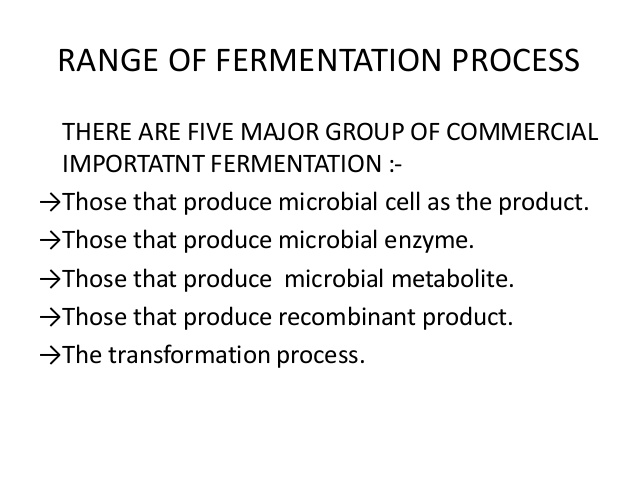 RANGE OF FERMENTATION PROCESS
THERE ARE FIVE MAJOR GROUP OF COMMERCIAL
IMPORTATNT FERMENTATION :-
→Those that produce microbial cell as the product.
→Those that produce microbial enzyme.
→Those that produce  microbial metabolite.
→Those that produce recombinant product.
→The transformation process.